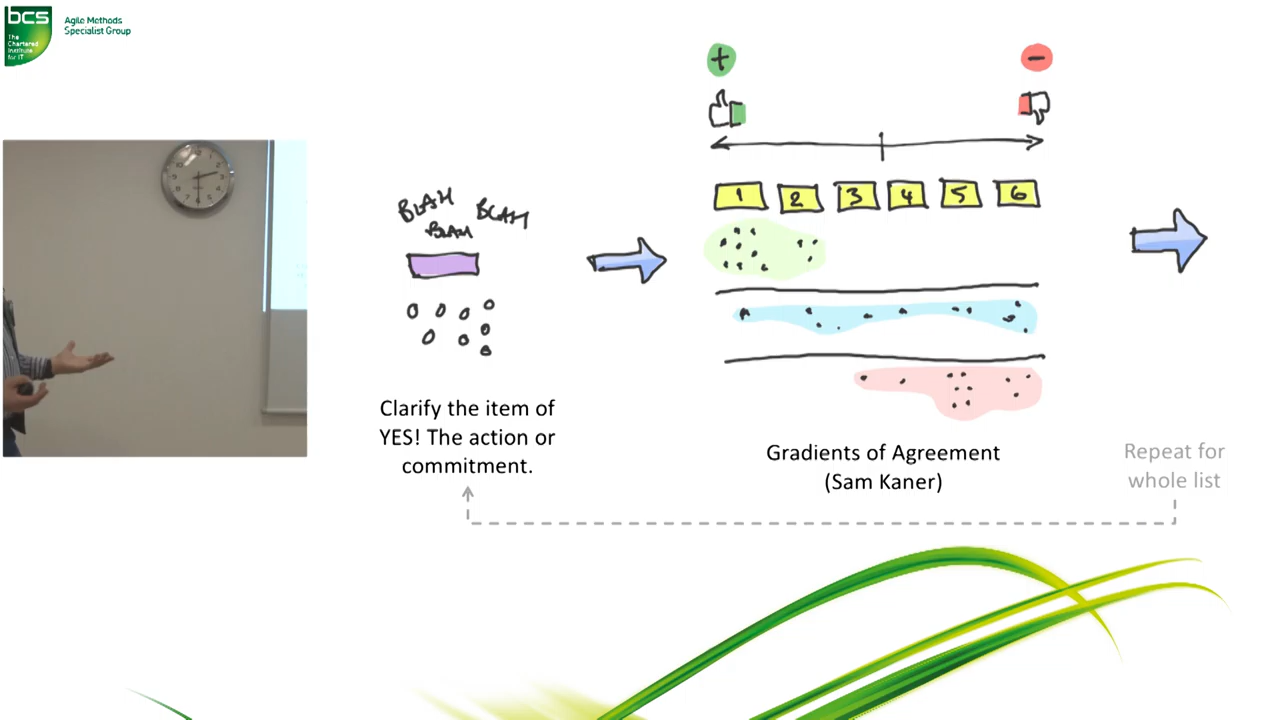 bcs
The
Chartered
Institute
for IT
Agile Methods
Specialist Group
BLAH
BLAH
BLAH
1 2 3 4 5 6
Clarify the item of
YES! The action or
commitment.
Gradients of Agreement
(Sam Kaner)
Repeat for
whole list